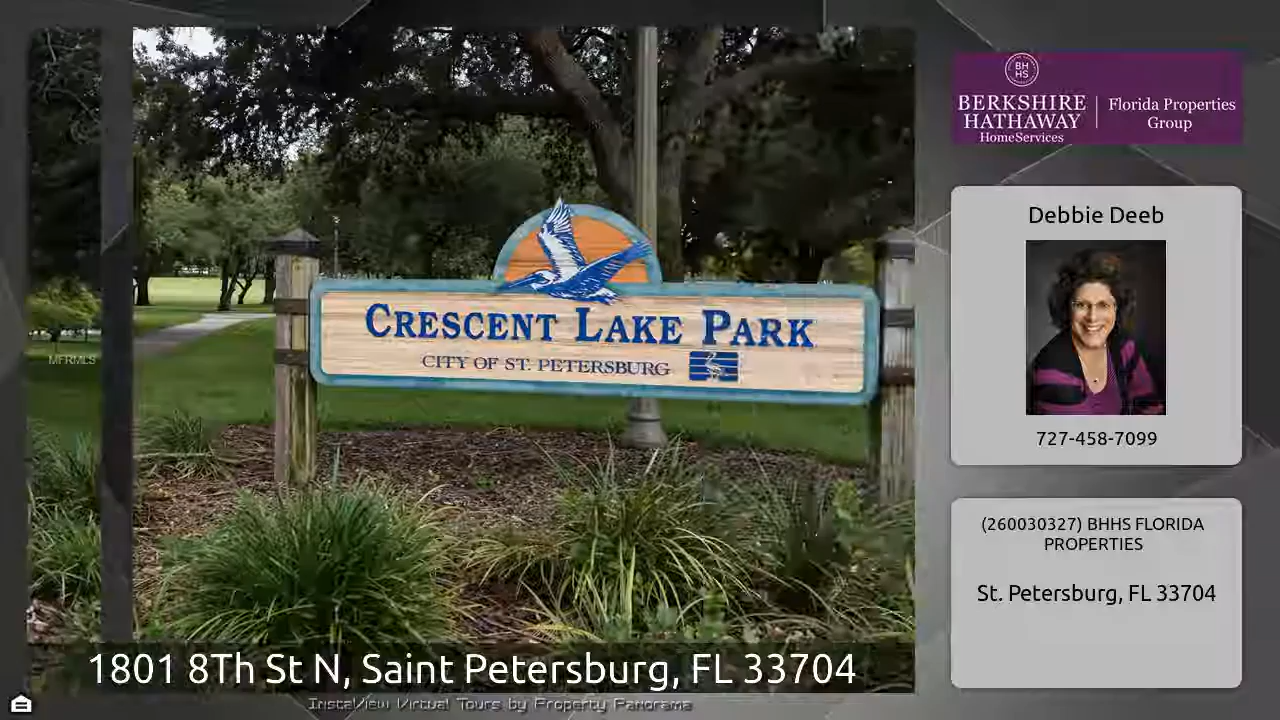 BH
HS
BERKSHIRE
HATHAWAY
HomeServices
Florida Properties
Group
Debbie Deeb
727-458-7099
(260030327) BHHS FLORIDA
PROPERTIES
St. Petersburg, FL 33704
CRESCENT LAKE PARK
CITY OF ST. PETERSBURG
MFRMLS
1801 8Th St N, Saint Petersburg, FL 33704
InstaView Virtual Tours by Property Panorama